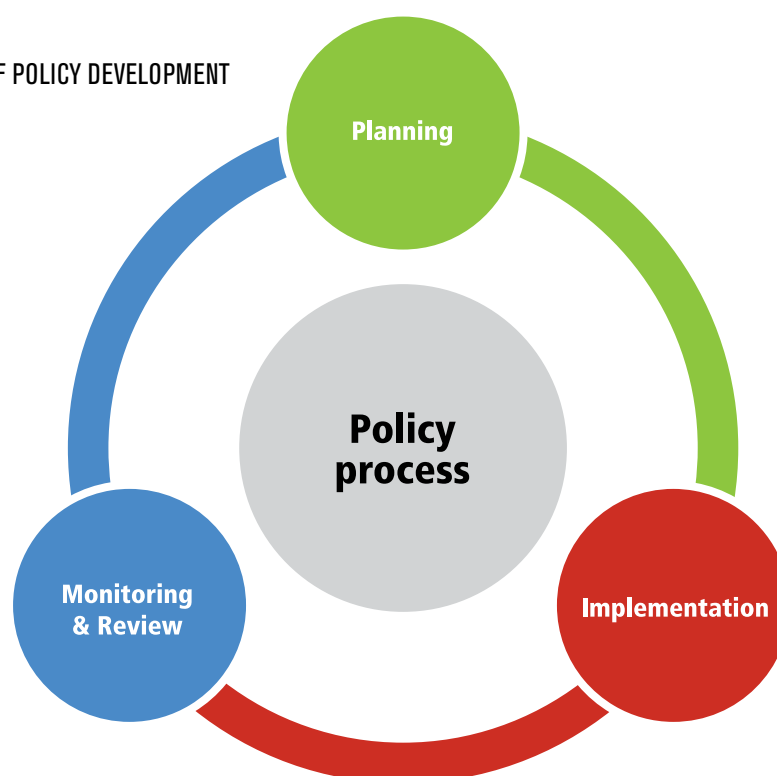 F POLICY DEVELOPMENT
Planning
Policy
process
Monitoring
& Review
Implementation